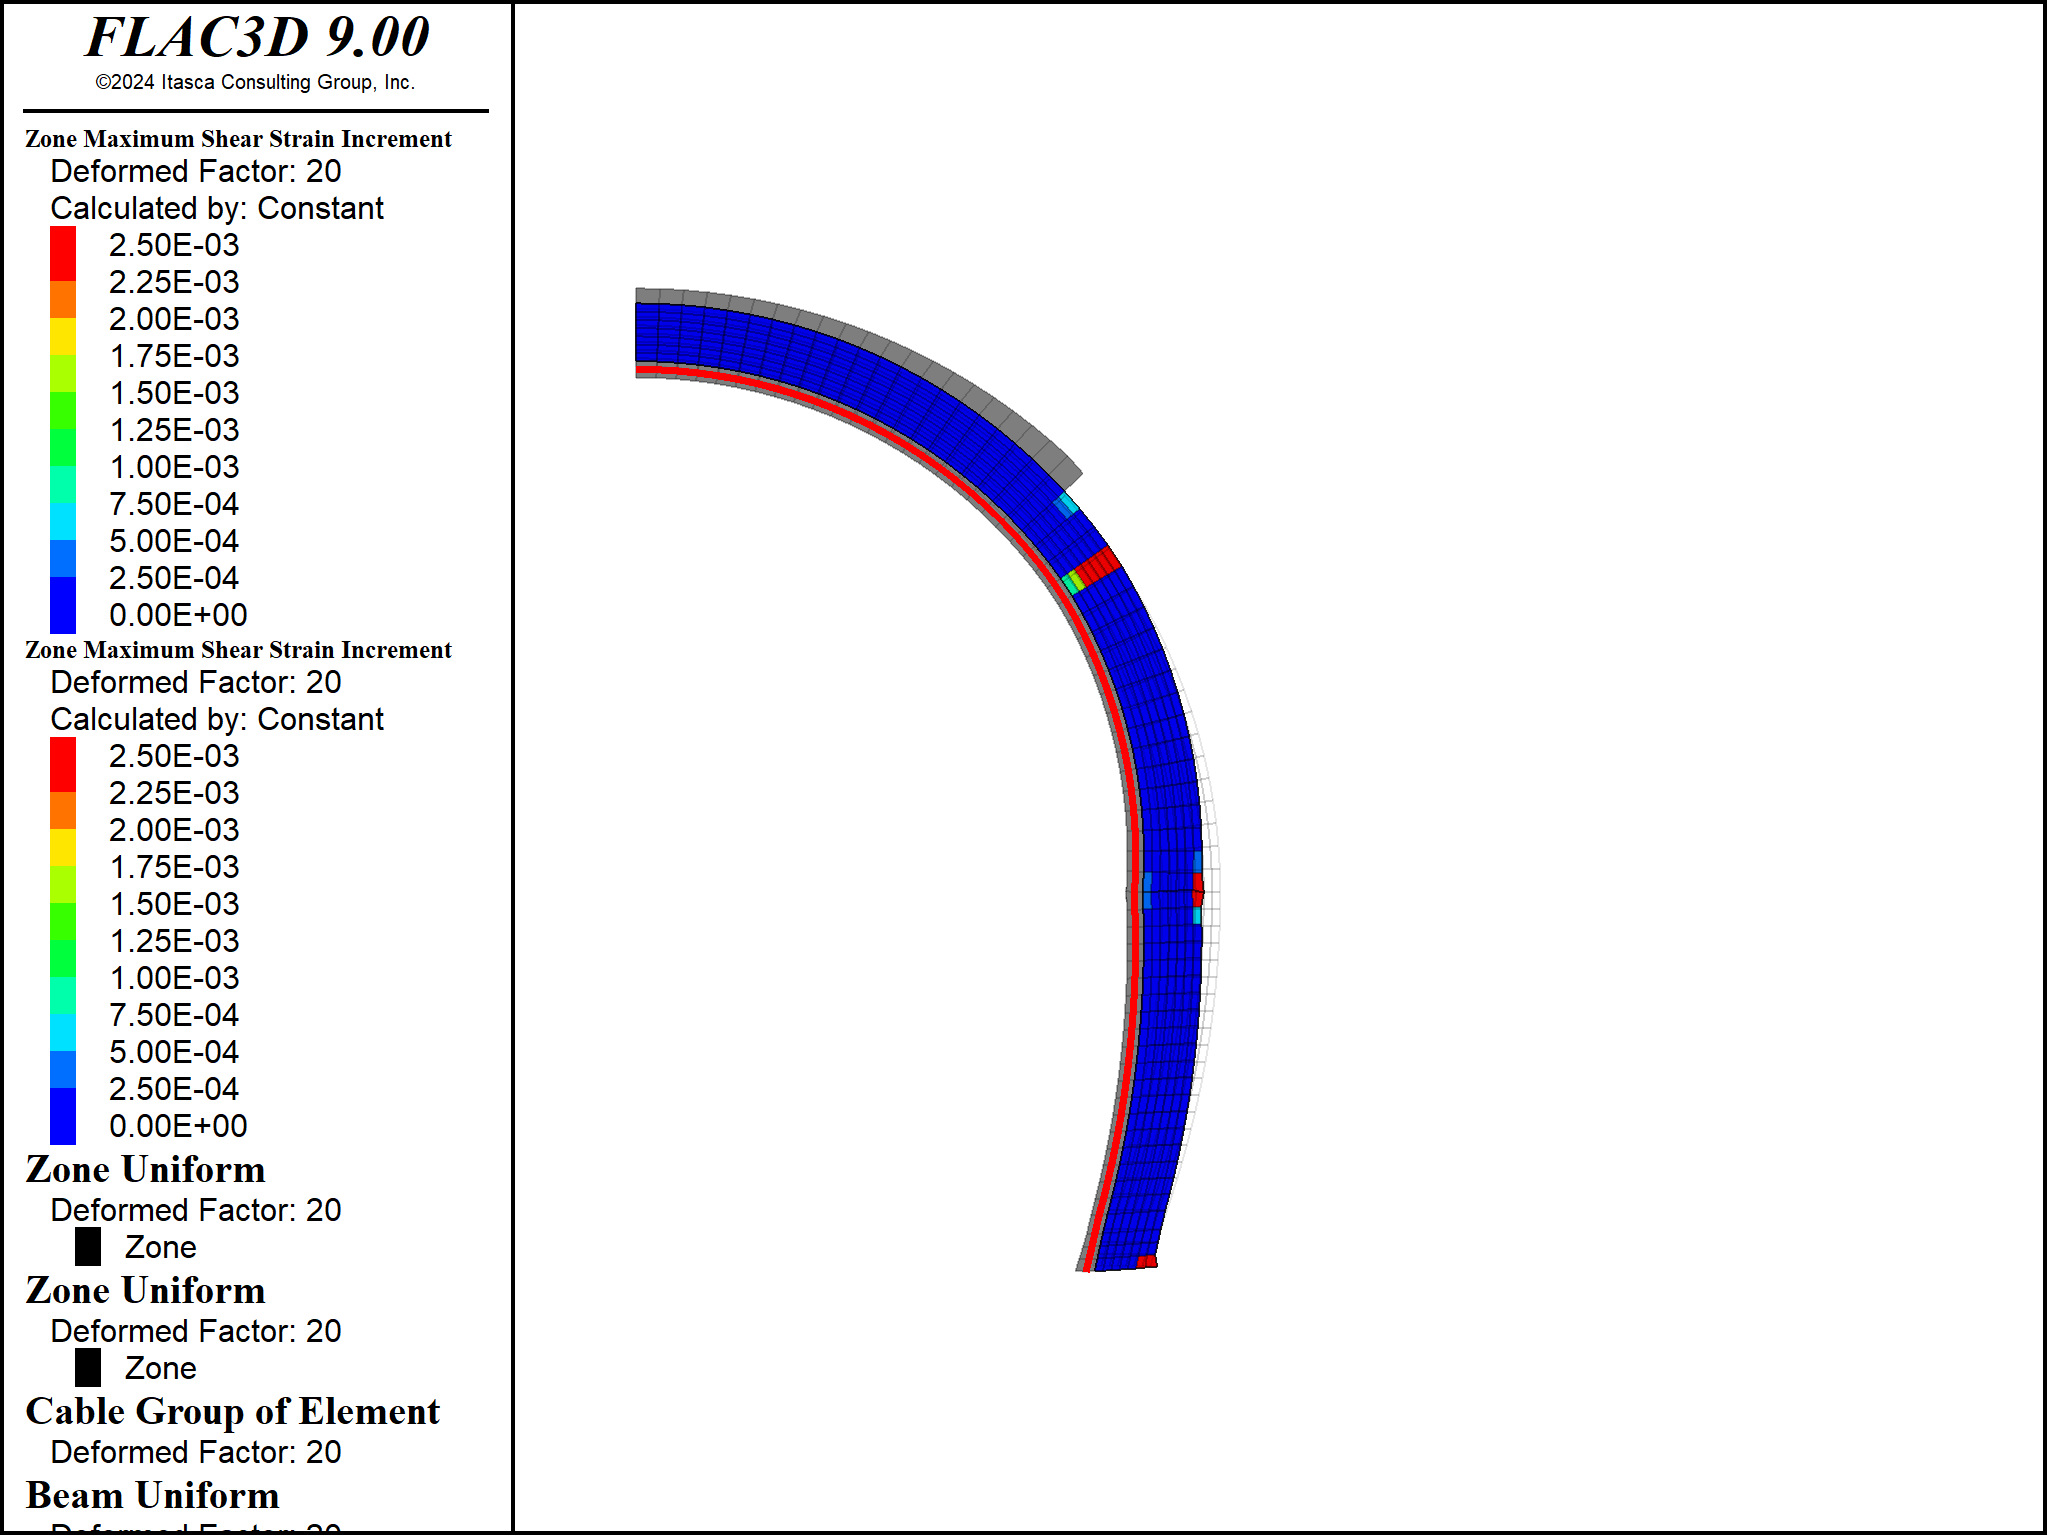 FLAC3D 9.00
©2024 Itasca Consulting Group, Inc.
Zone Maximum Shear Strain Increment
Deformed Factor: 20
Calculated by: Constant
2.50E-03
2.25E-03
2.00E-03
1.75E-03
1.50E-03
1.25E-03
1.00E-03
7.50E-04
5.00E-04
2.50E-04
0.00E+00
Zone Maximum Shear Strain Increment
Deformed Factor: 20
Calculated by: Constant
2.50E-03
2.25E-03
2.00E-03
1.75E-03
1.50E-03
1.25E-03
1.00E-03
7.50E-04
5.00E-04
2.50E-04
0.00E+00
Zone Uniform
Deformed Factor: 20
Zone
Zone Uniform
Deformed Factor: 20
Zone
Cable Group of Element
Deformed Factor: 20
Beam Uniform
Deformed Factor: 20